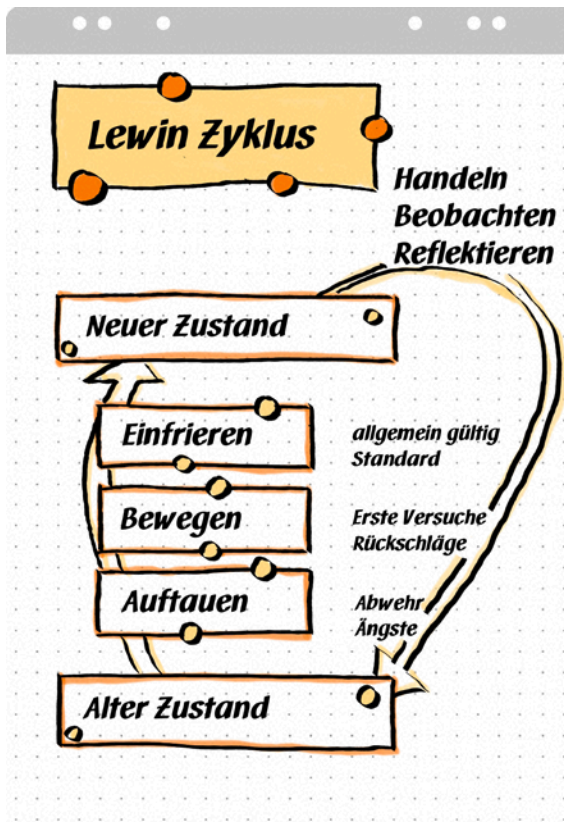 Lewin Zyklus
Handeln
Beobachten
Reflektieren
Neuer Zustand
Einfrieren
allgemein gültig
Standard
Bewegen
Erste Versuche
Rückschläge
Auftauen
Abwehr
Ängste
Alter Zustand